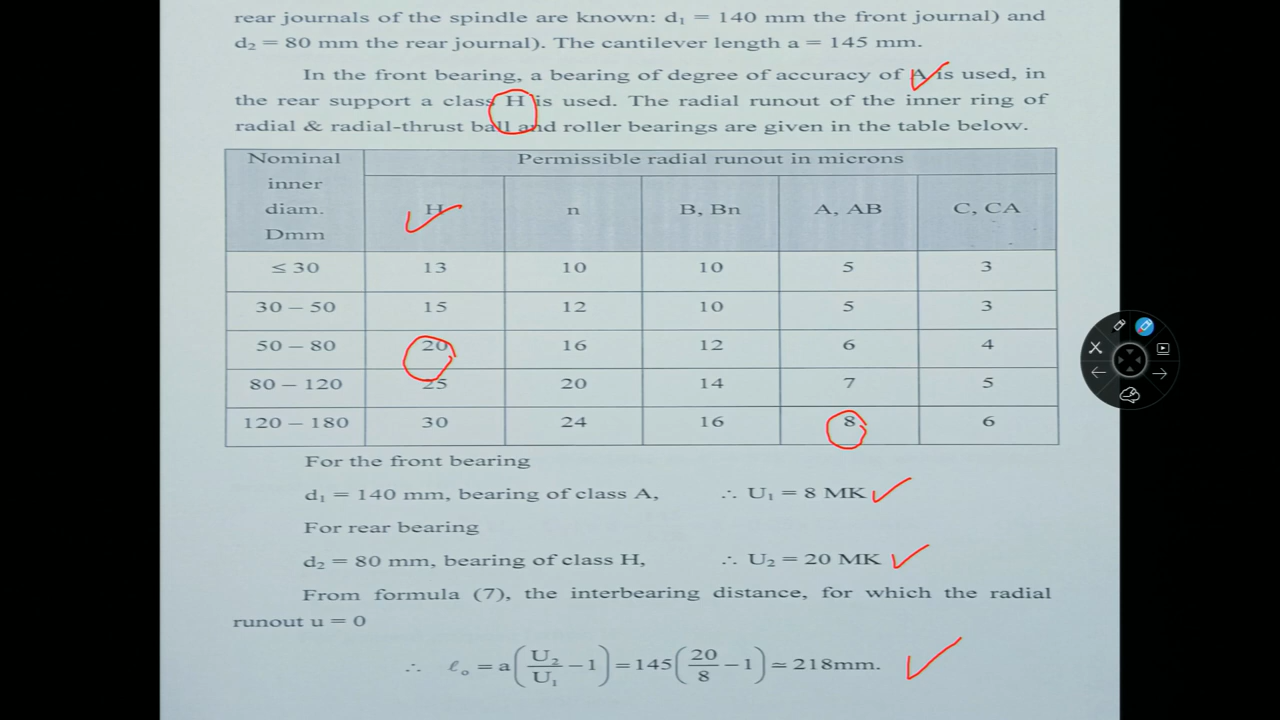 rear journals of the spindle are known: d₁ = 140 mm the front journal) and
d₂ = 80 mm the rear journal). The cantilever length a = 145 mm.
In the front bearing, a bearing of degree of accuracy of A is used, in
the rear support a class H is used. The radial runout of the inner ring of
radial & radial-thrust ball and roller bearings are given in the table below.
Nominal inner diam. Dmm | Permissible radial runout in microns
H | n | B, Bn | A, AB | C, CA
≤ 30 | 13 | 10 | 10 | 5 | 3
30 – 50 | 15 | 12 | 10 | 5 | 3
50 – 80 | 20 | 16 | 12 | 6 | 4
80 – 120 | 25 | 20 | 14 | 7 | 5
120 – 180 | 30 | 24 | 16 | 8 | 6
For the front bearing
d₁ = 140 mm, bearing of class A, ∴ U₁ = 8 MK
For rear bearing
d₂ = 80 mm, bearing of class H, ∴ U₂ = 20 MK
From formula (7), the interbearing distance, for which the radial
runout u = 0
∴ ℓₒ = a(U₂/U₁ – 1) = 145(20/8 – 1) ≃ 218mm.